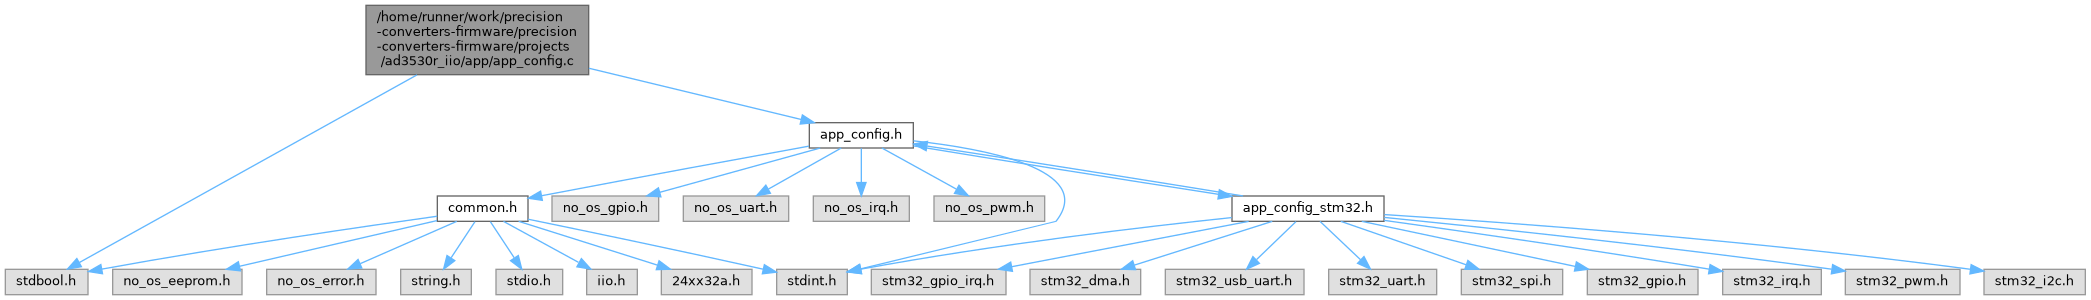 /home/runner/work/precision
-converters-firmware/precision
-converters-firmware/projects
/ad3530r_iio/app/app_config.c
app_config.h
common.h
no_os_gpio.h
no_os_uart.h
no_os_irq.h
no_os_pwm.h
app_config_stm32.h
stdbool.h
no_os_eeprom.h
no_os_error.h
string.h
stdio.h
iio.h
24xx32a.h
stdint.h
stm32_gpio_irq.h
stm32_dma.h
stm32_usb_uart.h
stm32_uart.h
stm32_spi.h
stm32_gpio.h
stm32_irq.h
stm32_pwm.h
stm32_i2c.h